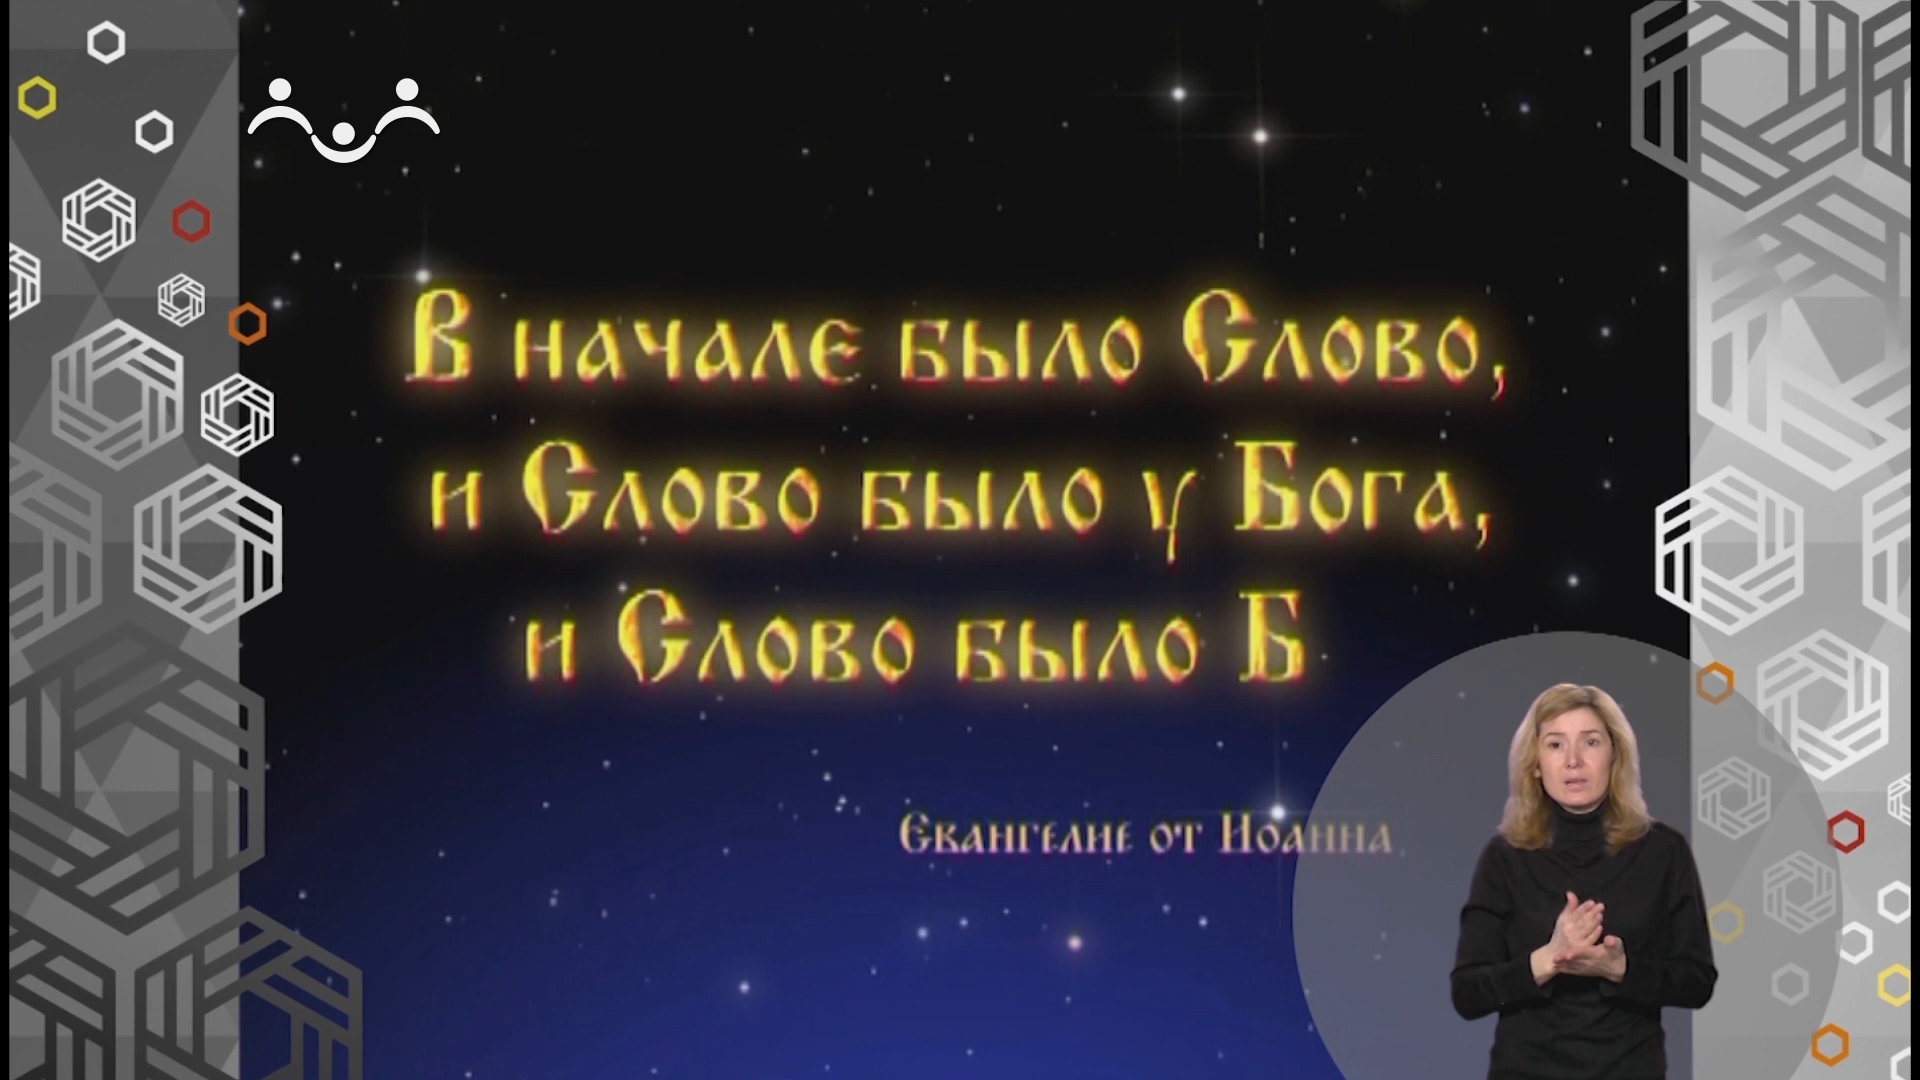 В начале было Слово,
и Слово было у Бога,
и Слово было Б
Евангелие от Иоанна